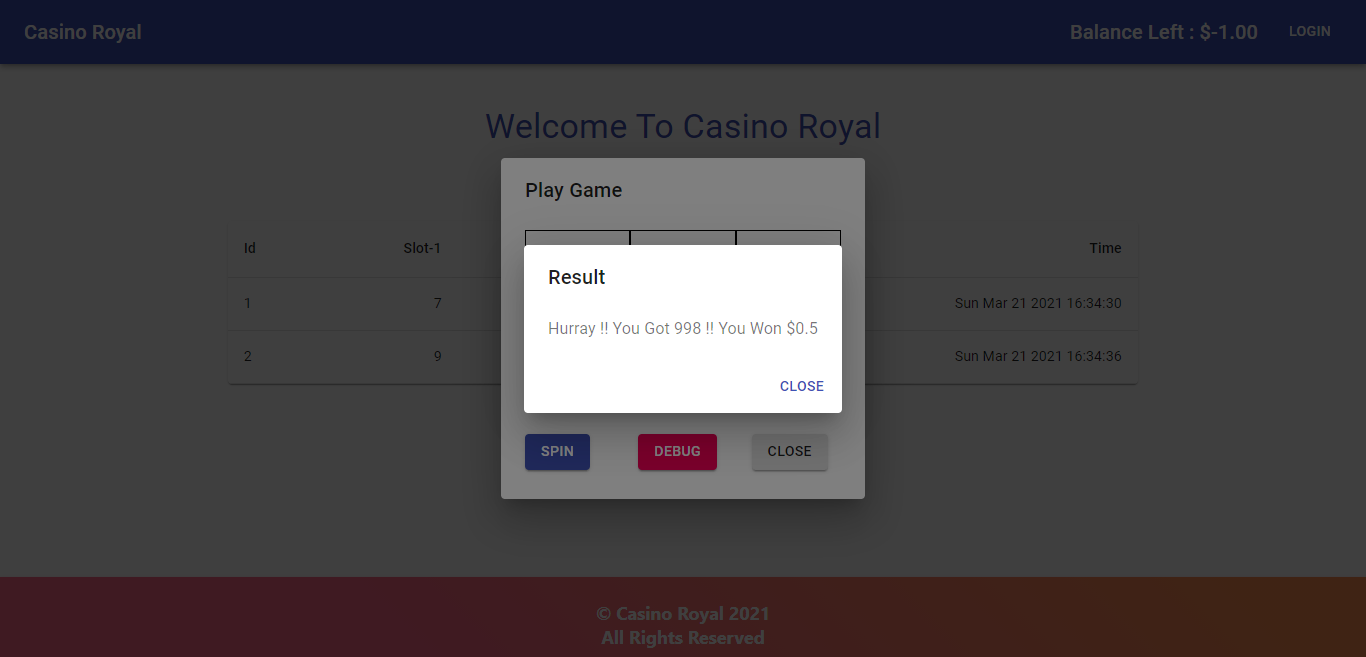 Casino Royal
Balance Left : $-1.00 LOGIN
Welcome To Casino Royal
Play Game
Id Slot-1 Time
Result
1 7 Sun Mar 21 2021 16:34:30
Hurray !! You Got 998 !! You Won $0.5
2 9 Sun Mar 21 2021 16:34:36
CLOSE
SPIN DEBUG CLOSE
© Casino Royal 2021
All Rights Reserved